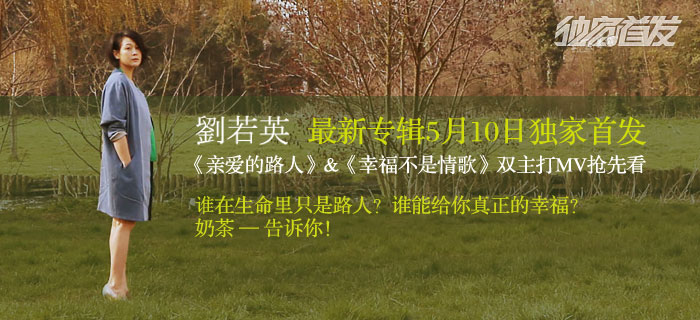 独家首发
劉若英 最新专辑5月10日独家首发
《亲爱的路人》&《幸福不是情歌》双主打MV抢先看
谁在生命里只是路人？谁能给你真正的幸福？
奶茶 — 告诉你！